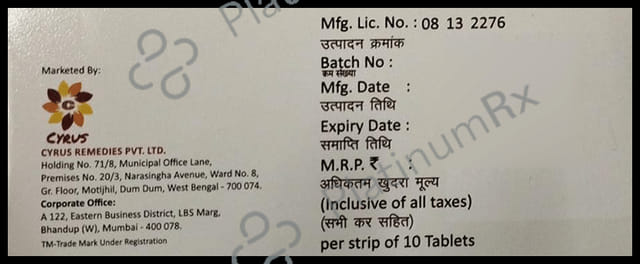 Marketed By:
C
CYRUS
CYRUS REMEDIES PVT. LTD.
Holding No. 71/8, Municipal Office Lane,
Premises No. 20/3, Narasingha Avenue, Ward No. 8,
Gr. Floor, Motijhil, Dum Dum, West Bengal - 700 074.
Corporate Office:
A 122, Eastern Business District, LBS Marg,
Bhandup (W), Mumbai - 400 078.
TM-Trade Mark Under Registration
Mfg. Lic. No. : 08 13 2276
उत्पादन क्रमांक
Batch No :
क्रम संख्या
Mfg. Date :
उत्पादन तिथि
Expiry Date :
समाप्ति तिथि
M.R.P. ₹ :
अधिकतम खुदरा मूल्य
(Inclusive of all taxes)
(सभी कर सहित)
per strip of 10 Tablets
PlatinumRx